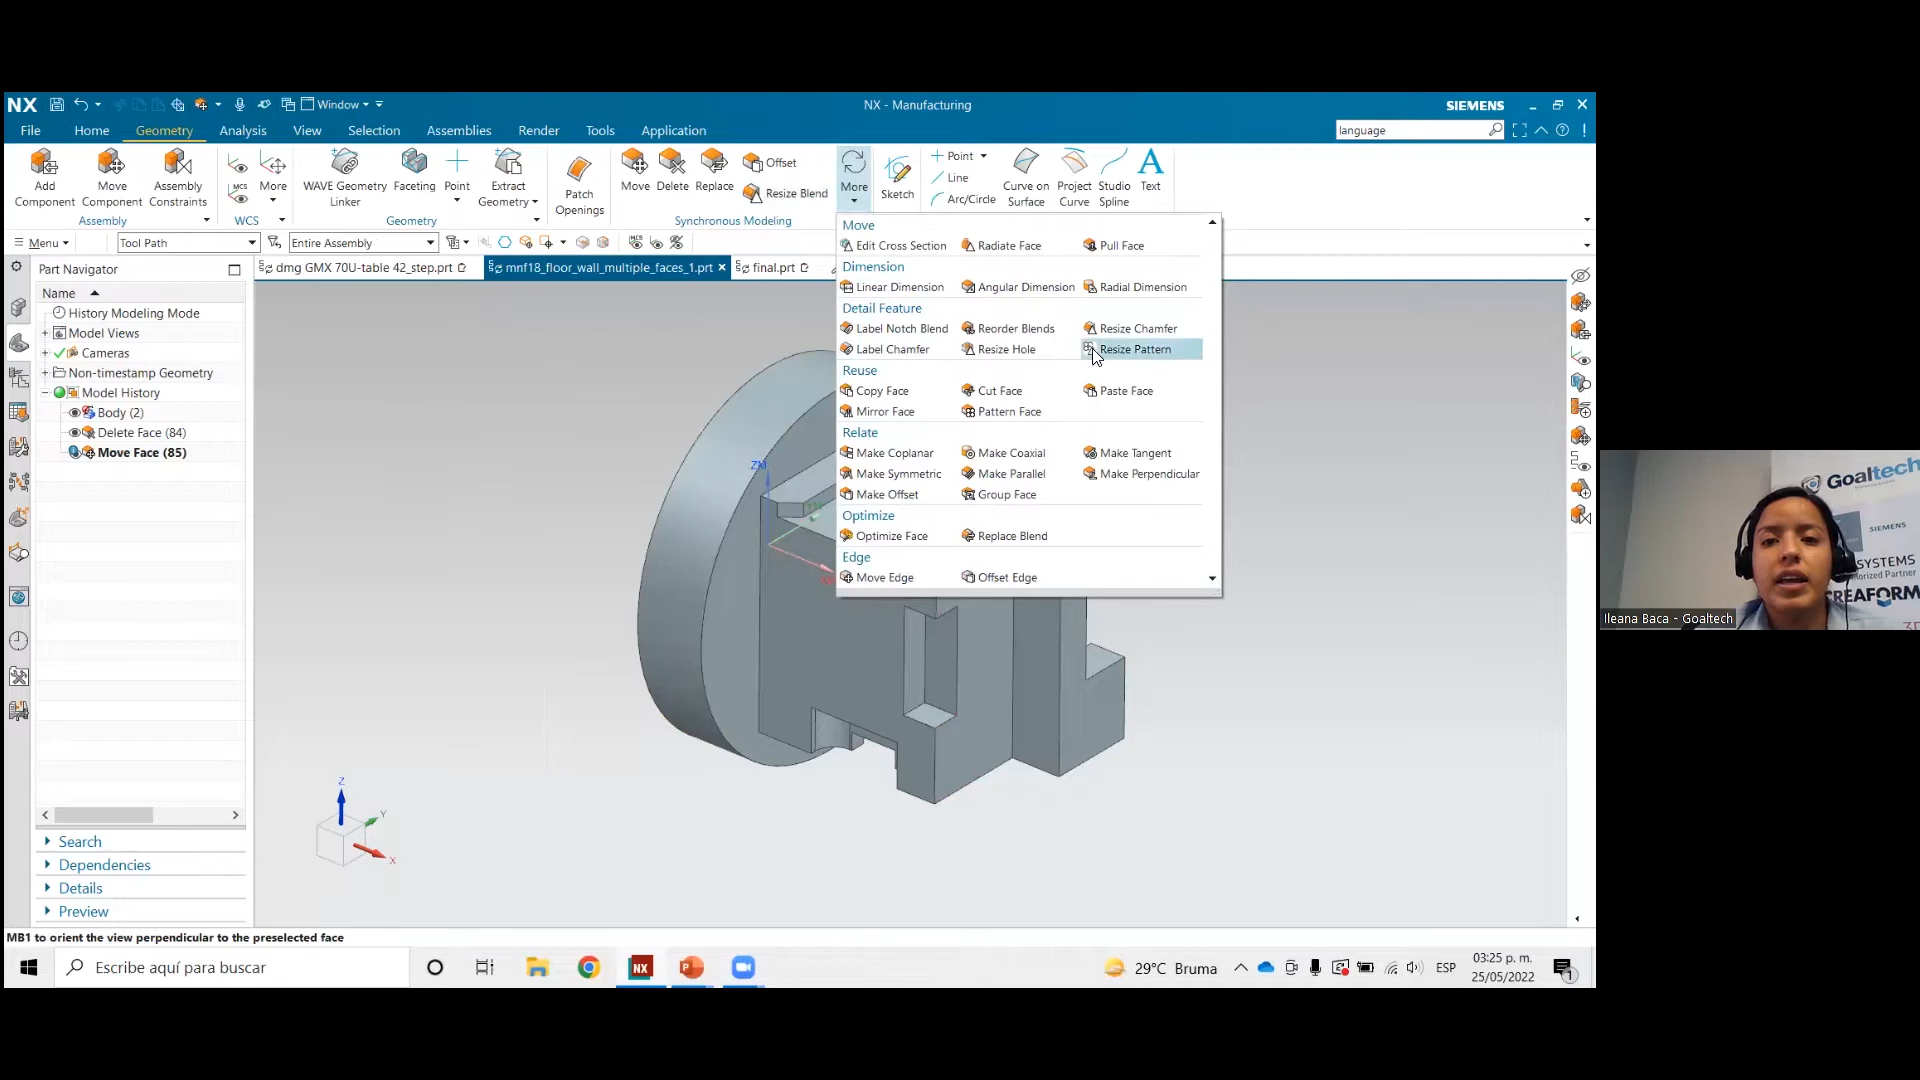 NX
Window
NX - Manufacturing
SIEMENS
File Home Geometry Analysis View Selection Assemblies Render Tools Application
language
Add Component
Move Component
Assembly Constraints
Assembly
MCS
More
WCS
WAVE Geometry Linker
Faceting
Point
Extract Geometry
Geometry
Patch Openings
Move
Delete
Replace
Offset
Resize Blend
Synchronous Modeling
More
Sketch
Point
Line
Arc/Circle
Curve on Surface
Project Curve
Studio Spline
A
Text
Menu
Tool Path
Entire Assembly
MCS
Part Navigator
dmg GMX 70U-table 42_step.prt
mnf18_floor_wall_multiple_faces_1.prt
final.prt
Name
History Modeling Mode
Model Views
Cameras
Non-timestamp Geometry
Model History
Body (2)
Delete Face (84)
Move Face (85)
Search
Dependencies
Details
Preview
Move
Edit Cross Section Radiate Face Pull Face
Dimension
Linear Dimension Angular Dimension Radial Dimension
Detail Feature
Label Notch Blend Reorder Blends Resize Chamfer
Label Chamfer Resize Hole Resize Pattern
Reuse
Copy Face Cut Face Paste Face
Mirror Face Pattern Face
Relate
Make Coplanar Make Coaxial Make Tangent
Make Symmetric Make Parallel Make Perpendicular
Make Offset Group Face
Optimize
Optimize Face Replace Blend
Edge
Move Edge Offset Edge
ZM
Z
Y
X
Goaltech
SIEMENS
SYSTEMS
CREAFORM
Ileana Baca - Goaltech
MB1 to orient the view perpendicular to the preselected face
Escribe aquí para buscar
NX
29°C Bruma
ESP
03:25 p. m.
25/05/2022
1